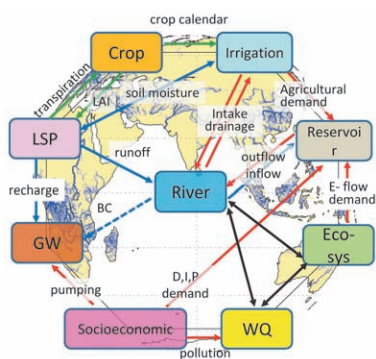 crop calendar
Crop
Irrigation
transpiration
LAI
soil moisture
Agricultural
demand
Intake
drainage
LSP
Reservoi
r
runoff
outflow
inflow
recharge
River
E- flow
demand
BC
GW
Eco-
sys
D,I,P
demand
pumping
Socioeconomic
WQ
pollution